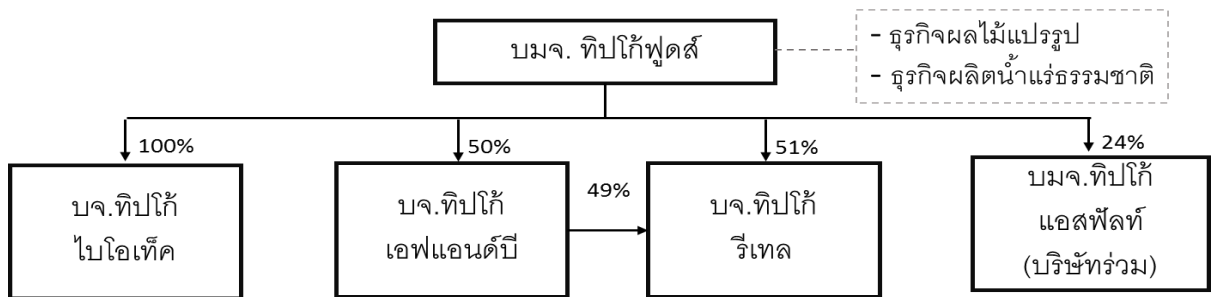 บมจ. ทิปโก้ฟูดส์
- ธุรกิจผลไม้แปรรูป
- ธุรกิจผลิตน้ำแร่ธรรมชาติ
100%
50%
51%
24%
บจ.ทิปโก้
ไบโอเท็ค
บจ.ทิปโก้
เอฟแอนด์บี
49%
บจ.ทิปโก้
รีเทล
บมจ.ทิปโก้
แอสฟัลท์
(บริษัทร่วม)